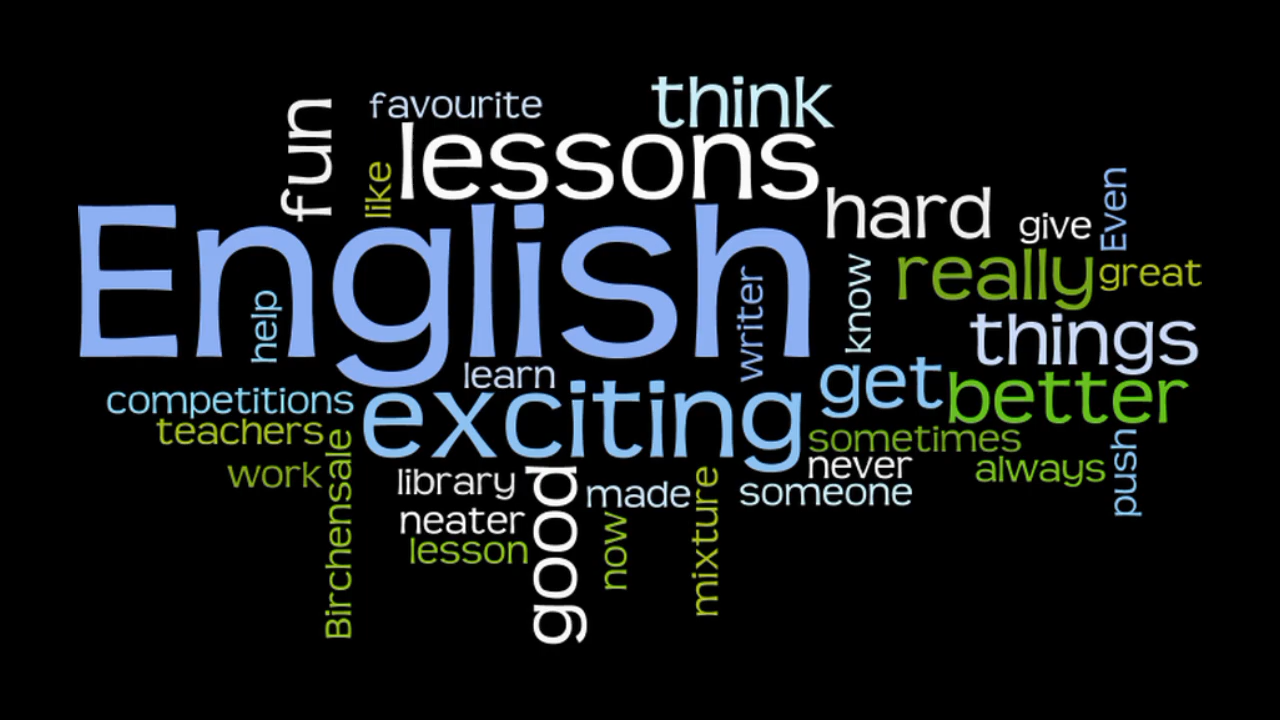 think
favourite
fun
lessons
like
hard
give
Even
English
really
great
help
writer
know
things
learn
get
better
competitions
exciting
teachers
sometimes
work
never
always
push
Birchensale
library
good
made
mixture
someone
neater
now
lesson